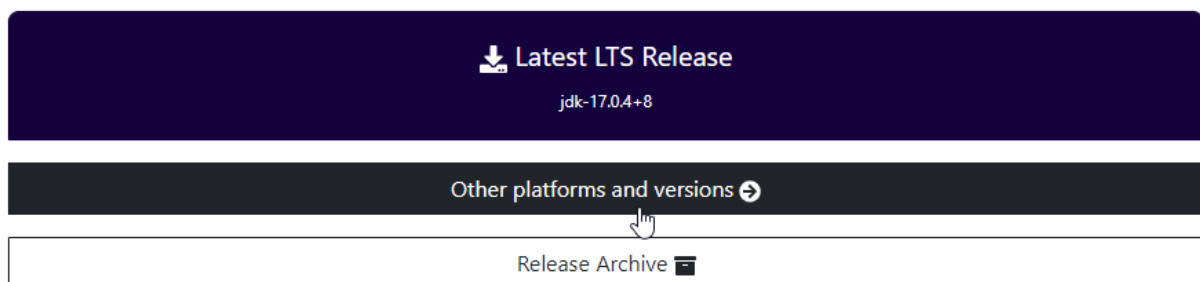 Latest LTS Release
jdk-17.0.4+8
Other platforms and versions
Release Archive